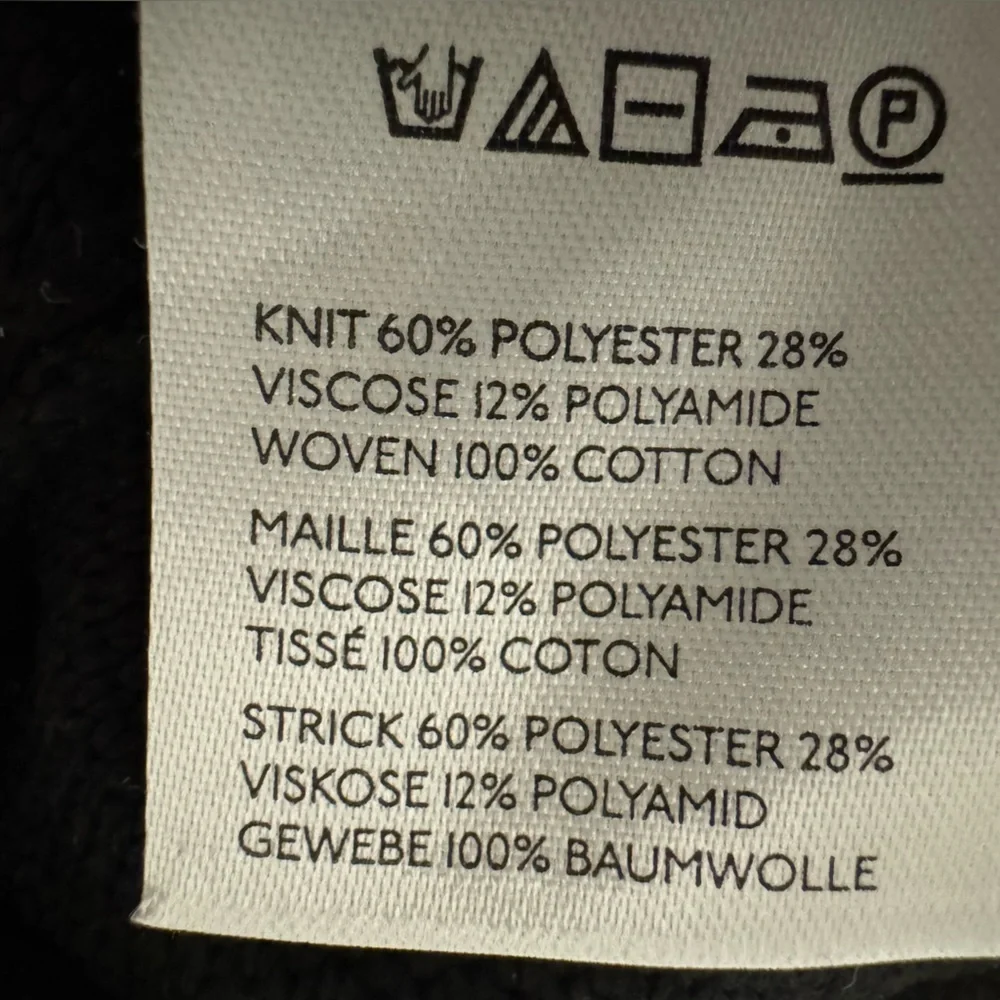 P
KNIT 60% POLYESTER 28%
VISCOSE 12% POLYAMIDE
WOVEN 100% COTTON
MAILLE 60% POLYESTER 28%
VISCOSE 12% POLYAMIDE
TISSÉ 100% COTON
STRICK 60% POLYESTER 28%
VISKOSE 12% POLYAMID
GEWEBE 100% BAUMWOLLE